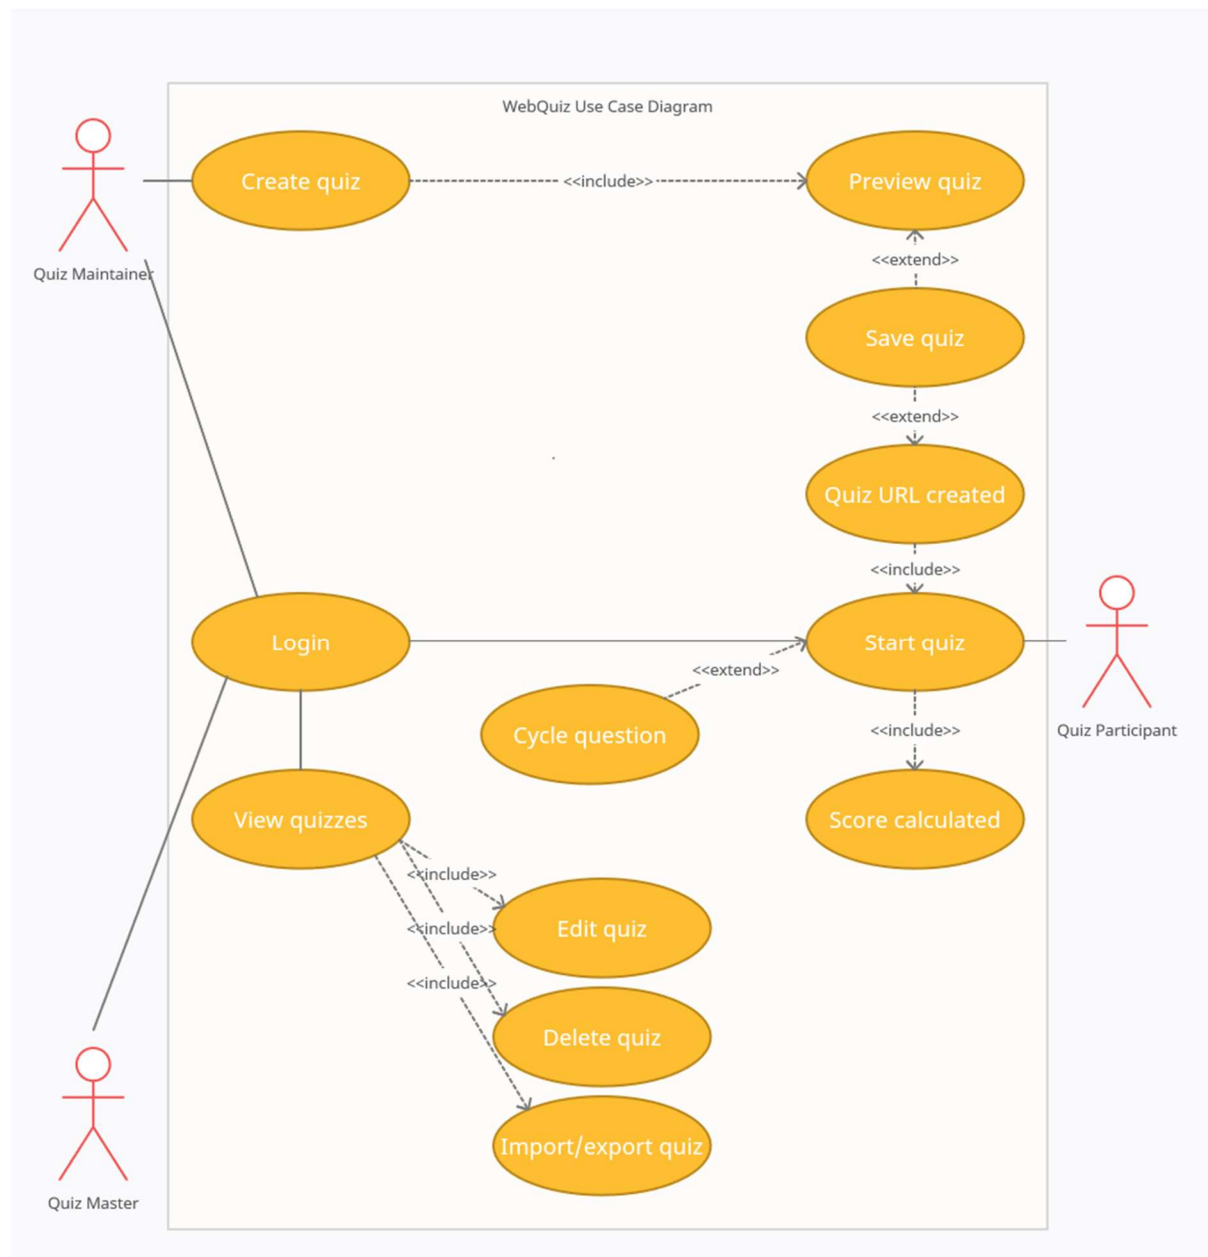 WebQuiz Use Case Diagram
Create quiz
<<include>>
Preview quiz
Quiz Maintainer
<<extend>>
Save quiz
<<extend>>
Quiz URL created
<<include>>
Login
Start quiz
<<extend>>
Cycle question
<<include>>
Quiz Participant
View quizzes
Score calculated
<<include>>
Edit quiz
<<include>>
<<include>>
Delete quiz
Import/export quiz
Quiz Master